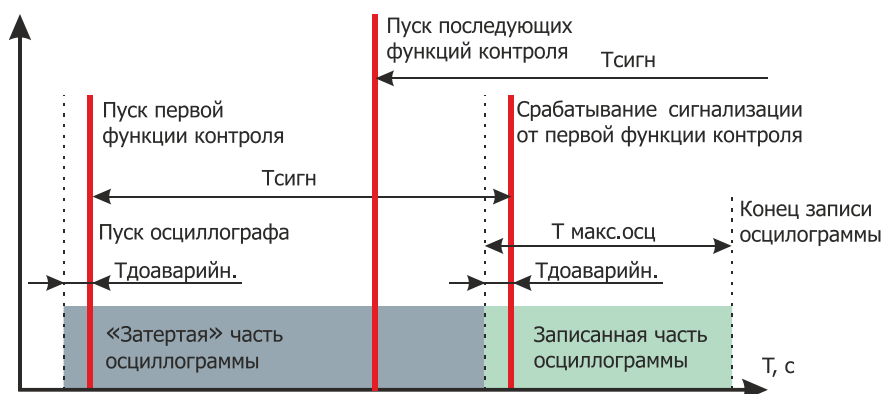 Пуск последующих
функций контроля
Тсигн
Пуск первой
функции контроля
Срабатывание сигнализации
от первой функции контроля
Тсигн
Пуск осциллографа
Т макс.осц
Конец записи
осцилограммы
Тдоаварийн.
Тдоаварийн.
«Затертая» часть
осциллограммы
Записанная часть
осциллограммы
Т, с